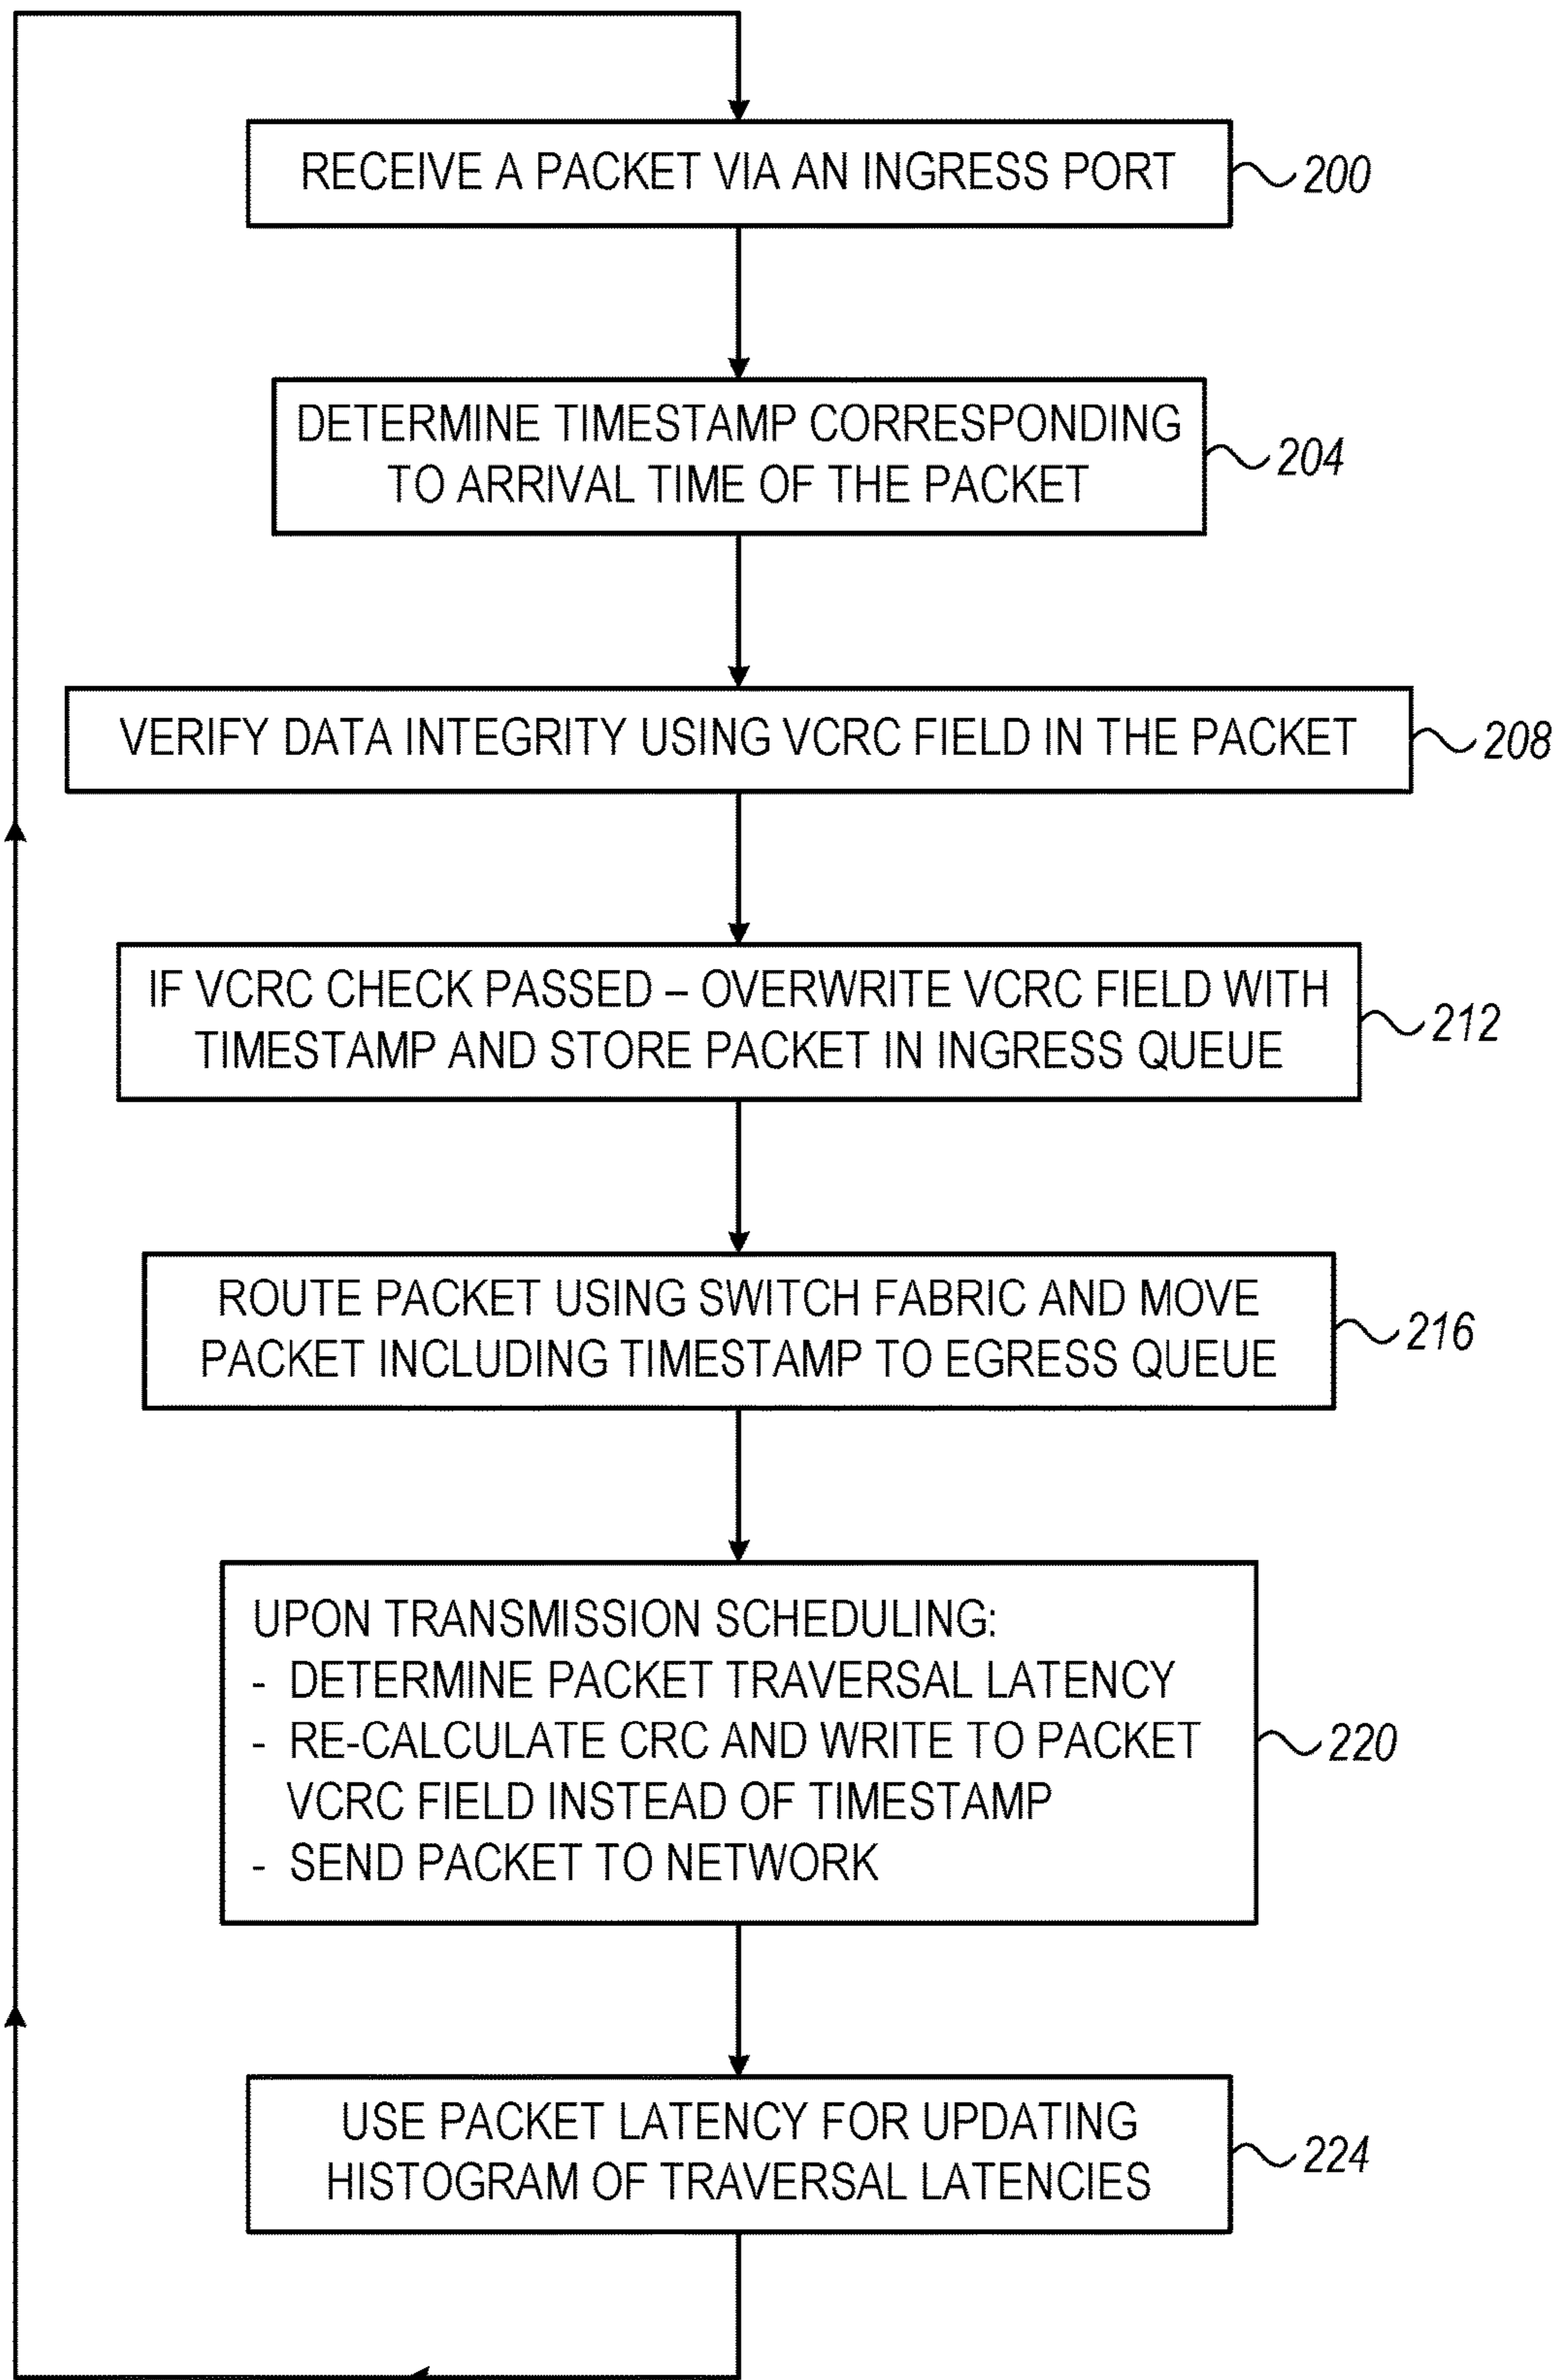 RECEIVE A PACKET VIA AN INGRESS PORT
200
DETERMINE TIMESTAMP CORRESPONDING
TO ARRIVAL TIME OF THE PACKET
204
VERIFY DATA INTEGRITY USING VCRC FIELD IN THE PACKET
208
IF VCRC CHECK PASSED – OVERWRITE VCRC FIELD WITH
TIMESTAMP AND STORE PACKET IN INGRESS QUEUE
212
ROUTE PACKET USING SWITCH FABRIC AND MOVE
PACKET INCLUDING TIMESTAMP TO EGRESS QUEUE
216
UPON TRANSMISSION SCHEDULING:
- DETERMINE PACKET TRAVERSAL LATENCY
- RE-CALCULATE CRC AND WRITE TO PACKET
VCRC FIELD INSTEAD OF TIMESTAMP
- SEND PACKET TO NETWORK
220
USE PACKET LATENCY FOR UPDATING
HISTOGRAM OF TRAVERSAL LATENCIES
224